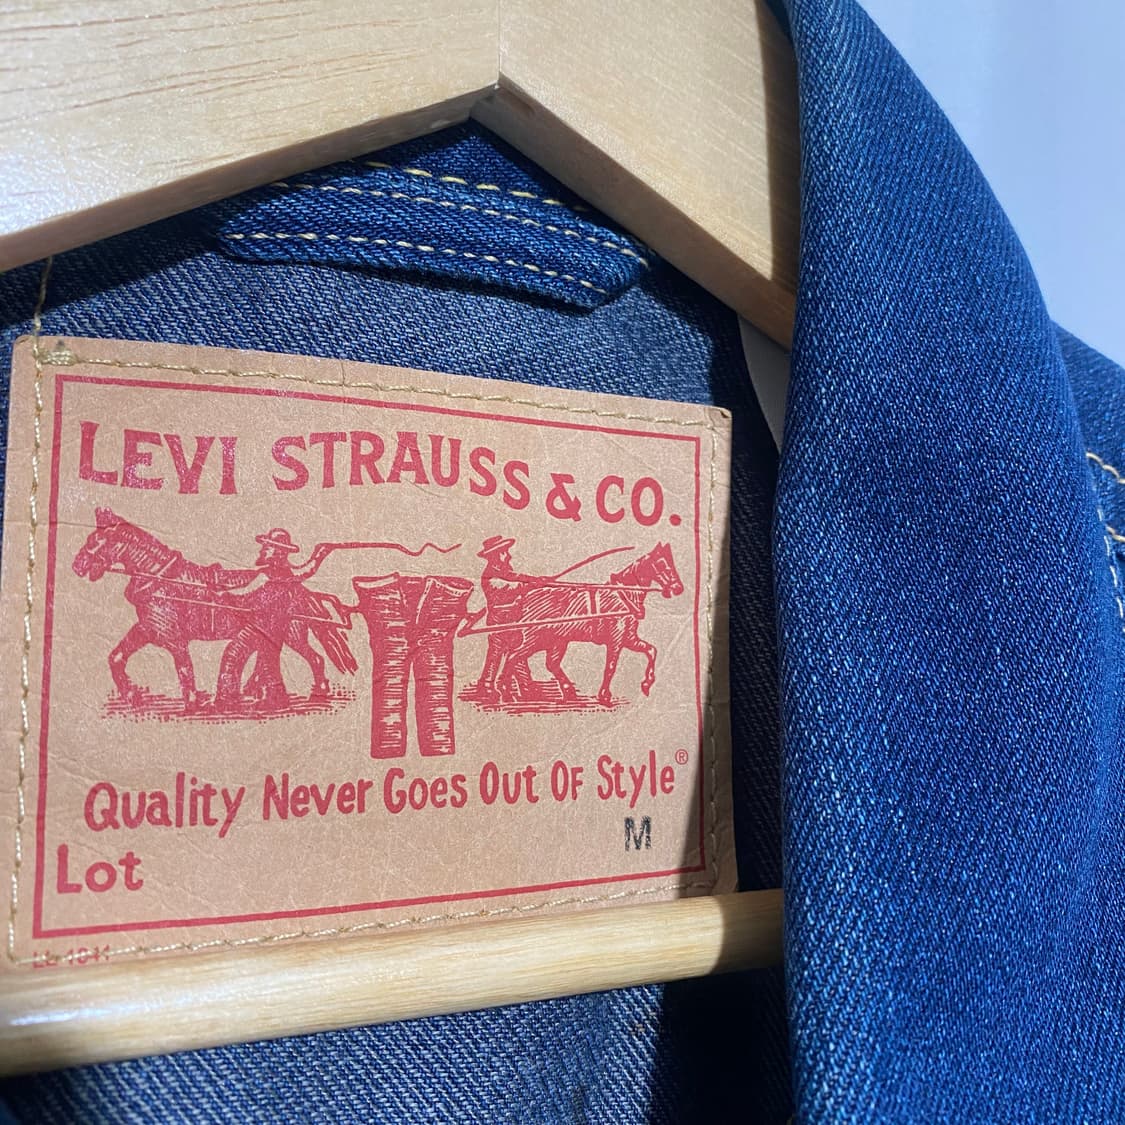 LEVI STRAUSS & CO.
Quality Never Goes Out Of Style®
M
Lot